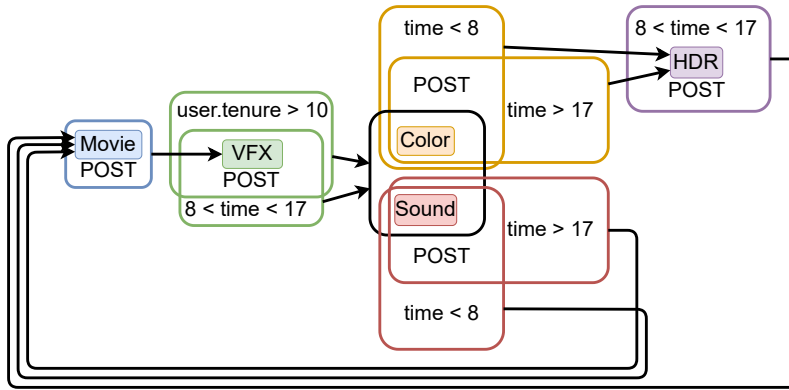 time < 8
8 < time < 17
HDR
POST
POST
time > 17
user.tenure > 10
Movie
POST
VFX
POST
8 < time < 17
Color
Sound
POST
time > 17
time < 8